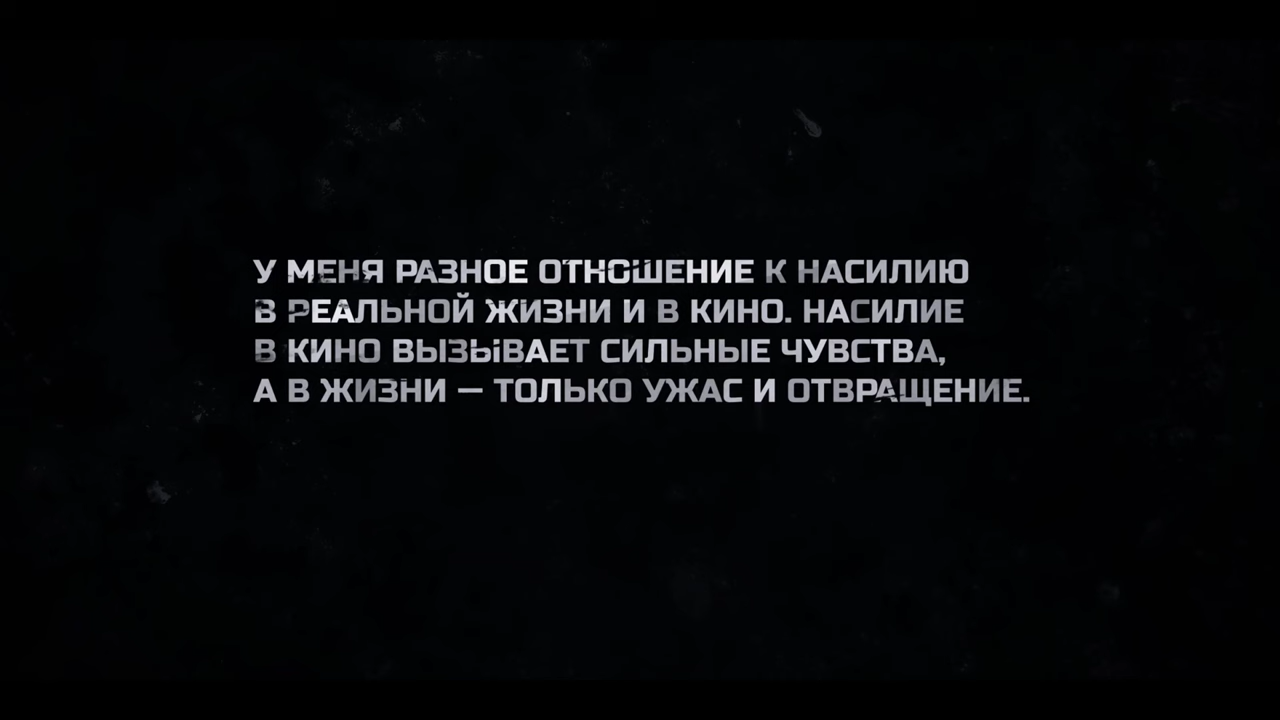 У МЕНЯ РАЗНОЕ ОТНОШЕНИЕ К НАСИЛИЮ
В РЕАЛЬНОЙ ЖИЗНИ И В КИНО. НАСИЛИЕ
В КИНО ВЫЗЫВАЕТ СИЛЬНЫЕ ЧУВСТВА,
А В ЖИЗНИ — ТОЛЬКО УЖАС И ОТВРАЩЕНИЕ.